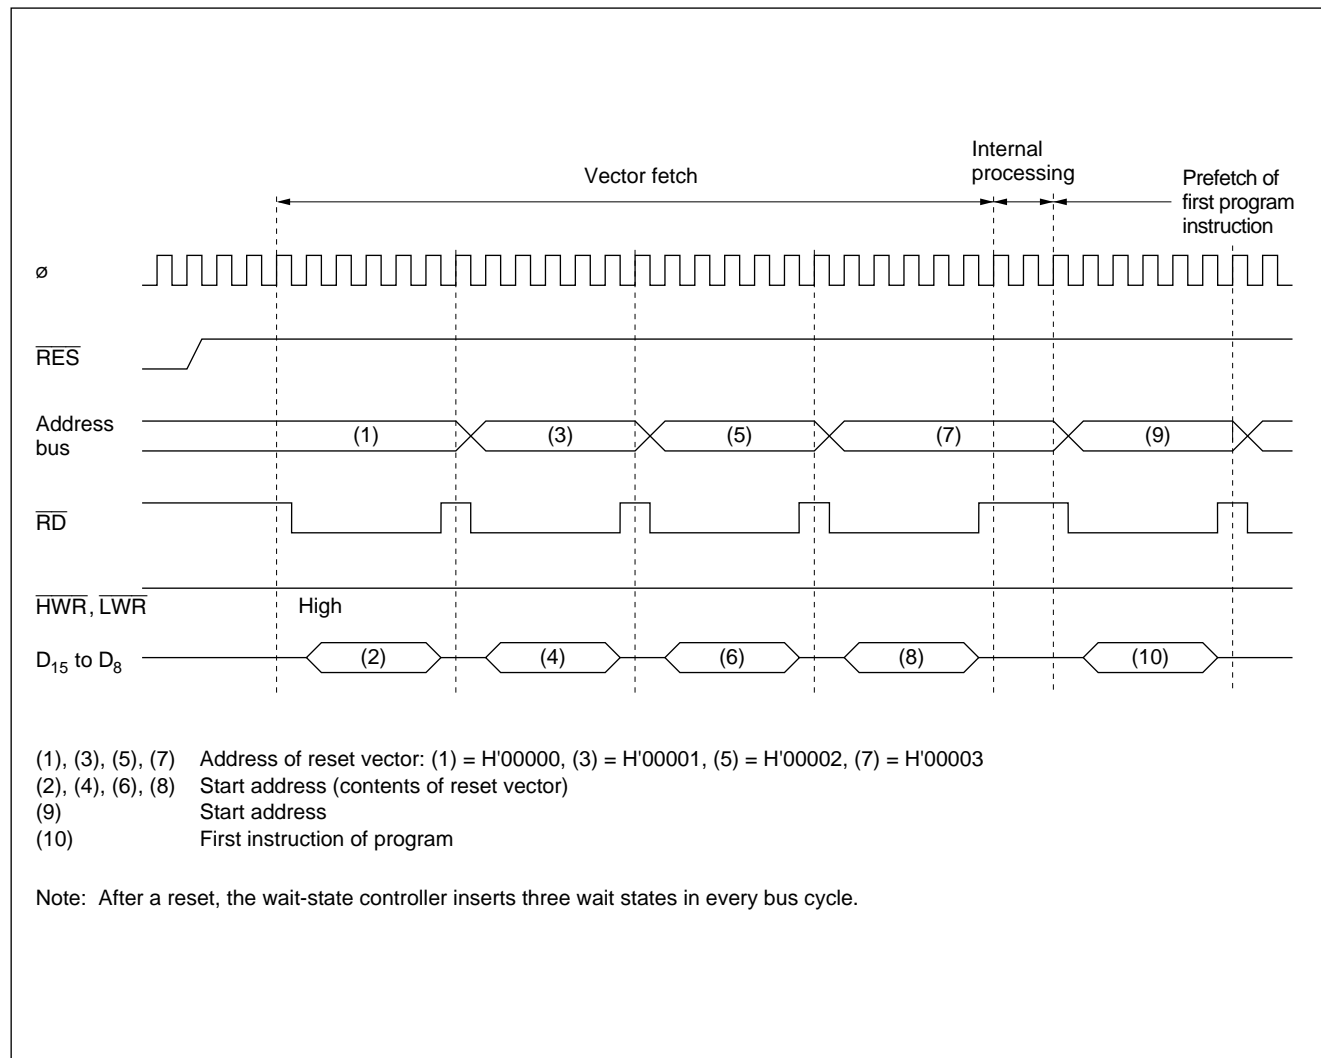 Vector fetch
Internal
processing
Prefetch of
first program
instruction
ø
RES
Address
bus
(1) (3) (5) (7) (9)
RD
HWR, LWR
High
D15 to D8
(2) (4) (6) (8) (10)
(1), (3), (5), (7) Address of reset vector: (1) = H'00000, (3) = H'00001, (5) = H'00002, (7) = H'00003
(2), (4), (6), (8) Start address (contents of reset vector)
(9) Start address
(10) First instruction of program
Note: After a reset, the wait-state controller inserts three wait states in every bus cycle.